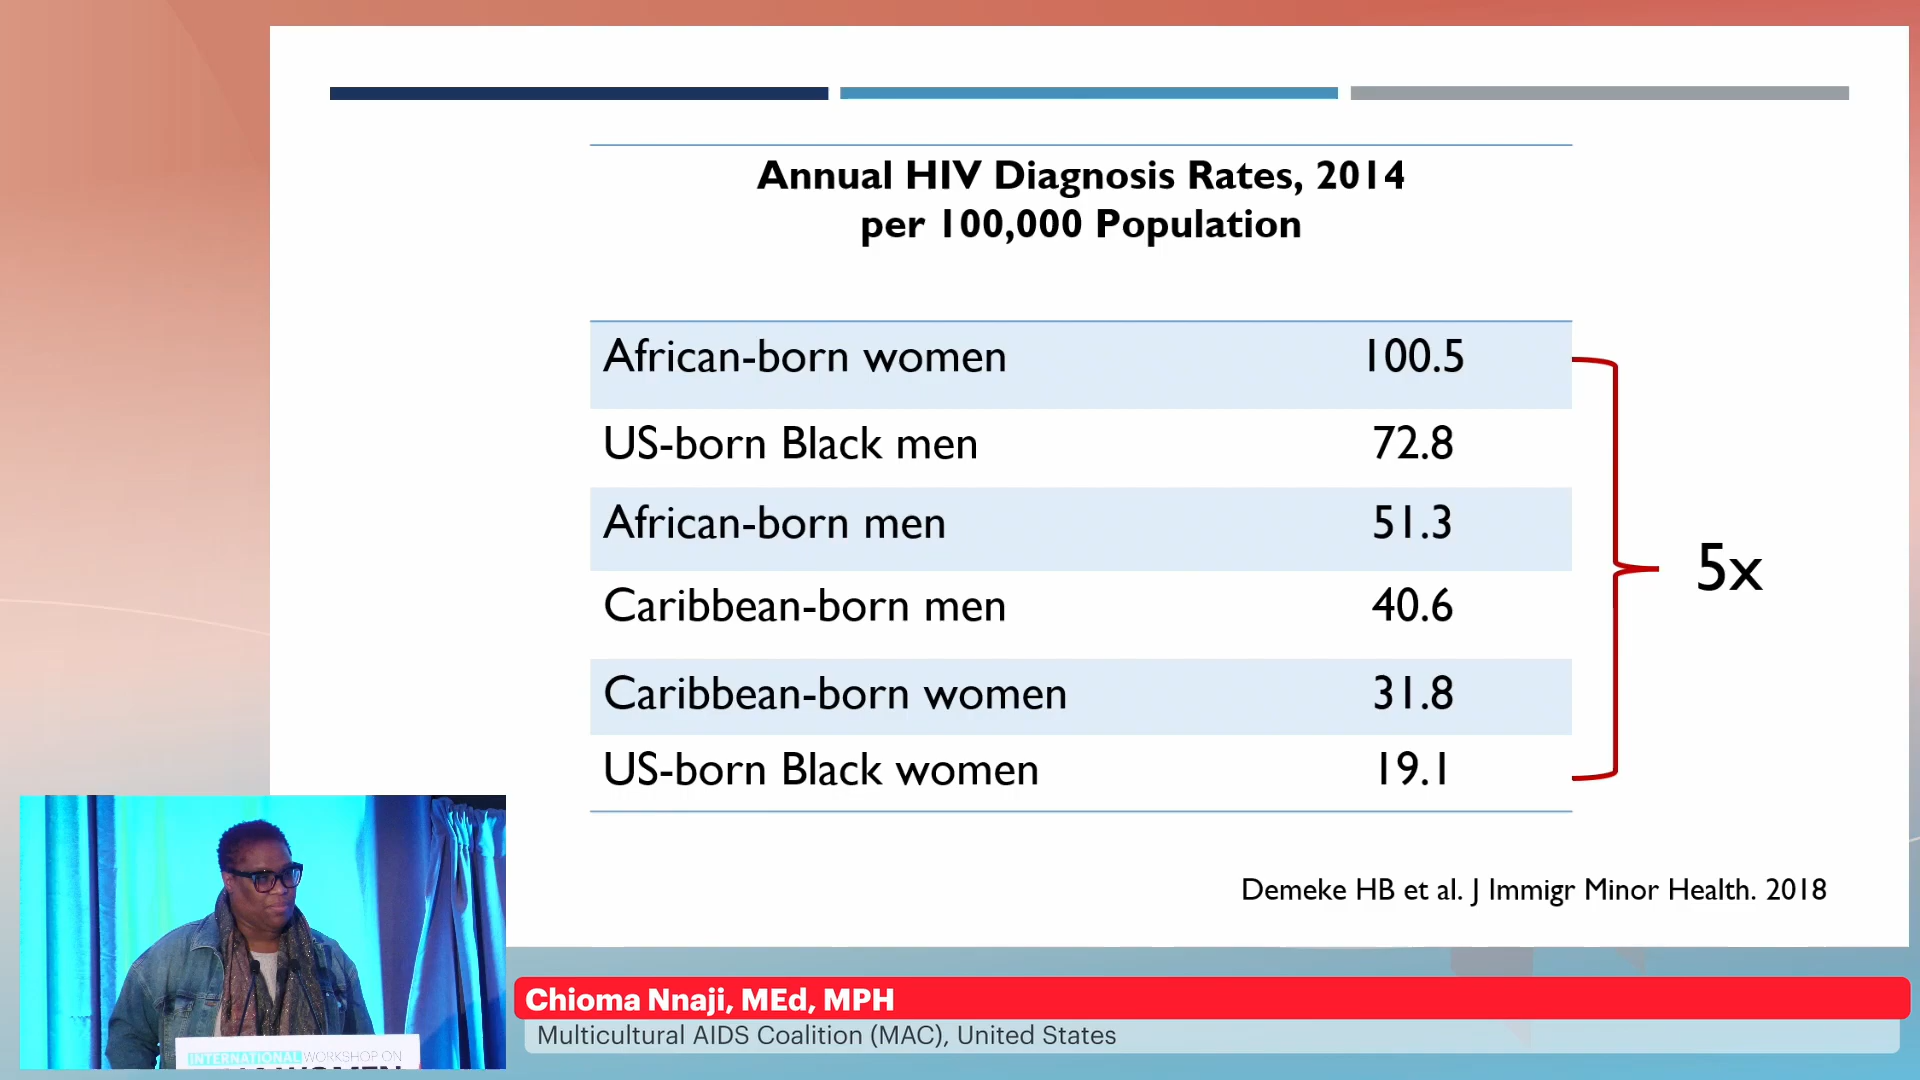 Annual HIV Diagnosis Rates, 2014
per 100,000 Population
African-born women 100.5
US-born Black men 72.8
African-born men 51.3
Caribbean-born men 40.6
Caribbean-born women 31.8
US-born Black women 19.1
5x
Demeke HB et al. J Immigr Minor Health. 2018
Chioma Nnaji, MEd, MPH
Multicultural AIDS Coalition (MAC), United States
INTERNATIONAL WORKSHOP ON
WOMEN